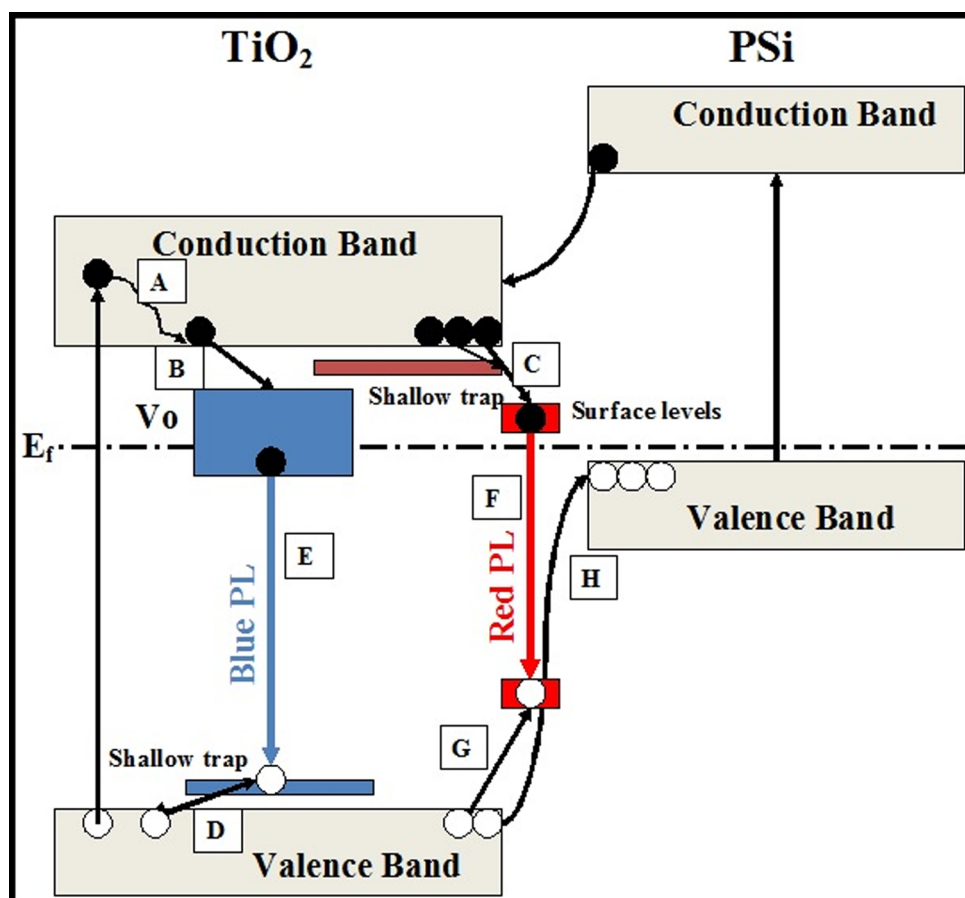 TiO₂
PSi
Conduction Band
Conduction Band
A
B
C
Shallow trap
Surface levels
Vo
E_f
F
Valence Band
E
H
Blue PL
Red PL
G
Shallow trap
D
Valence Band